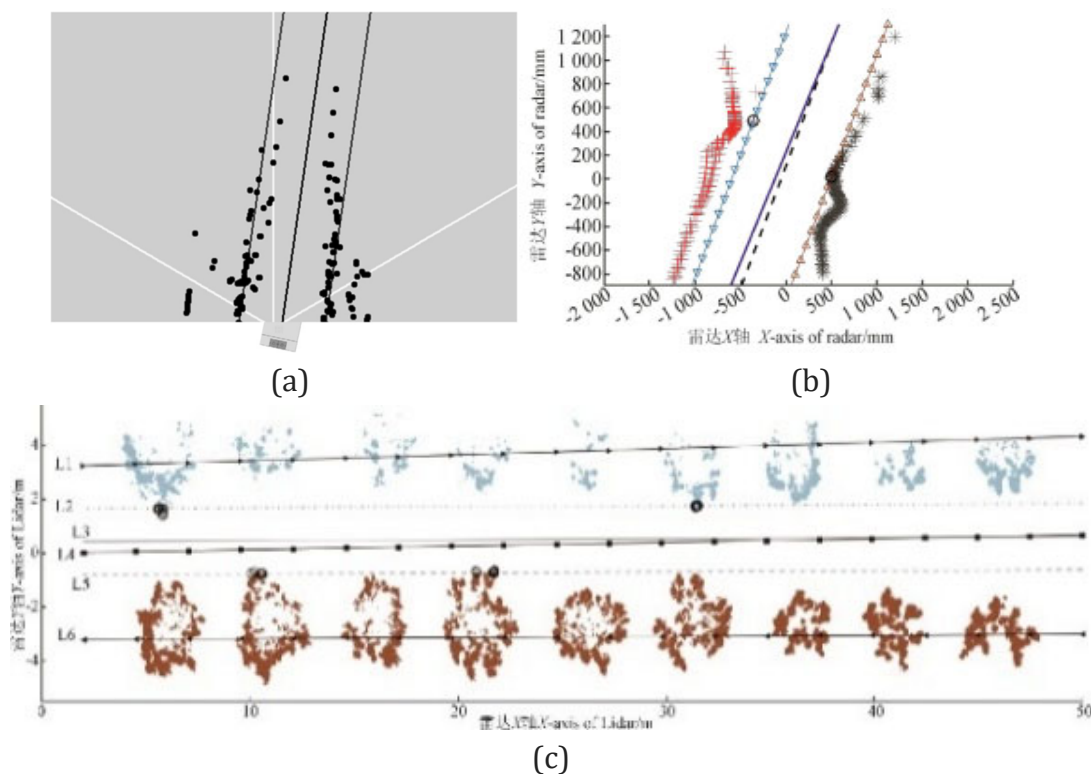 1 200
1 000
800
600
400
200
0
-200
-400
-600
-800
雷达Y轴 Y-axis of radar/mm
-2 000
-1 500
-1 000
-500
0
500
1 000
1 500
2 000
2 500
雷达X轴 X-axis of radar/mm
(a)
(b)
4
2
0
-2
-4
雷达Y轴Y-axis of Lidar/m
L1
L2
L3
L4
L5
L6
0
10
20
30
40
50
雷达X轴X-axis of Lidar/m
(c)